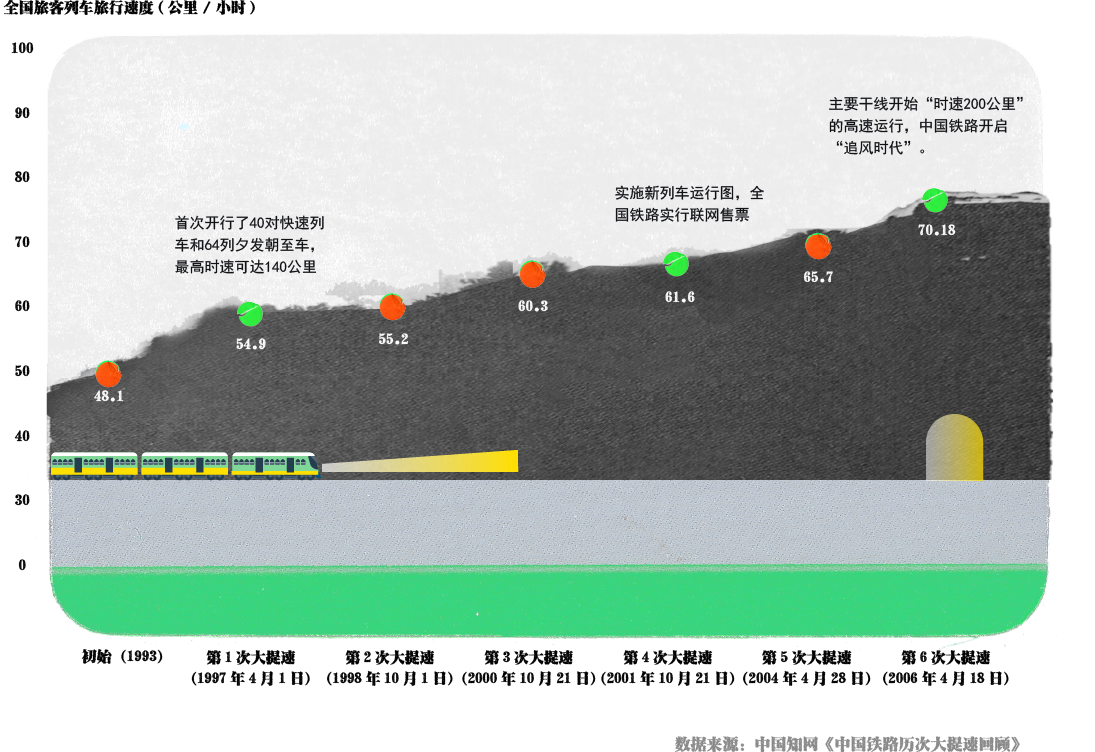 全国旅客列车旅行速度（公里 / 小时）
100
90
80
70
60
50
40
30
0
主要干线开始“时速200公里”
的高速运行，中国铁路开启
“追风时代”。
实施新列车运行图，全
国铁路实行联网售票
首次开行了40对快速列
车和64列夕发朝至车，
最高时速可达140公里
48.1
54.9
55.2
60.3
61.6
65.7
70.18
初始（1993）
第 1 次大提速
（1997 年 4 月 1 日）
第 2 次大提速
（1998 年 10 月 1 日）
第 3 次大提速
（2000 年 10 月 21 日）
第 4 次大提速
（2001 年 10 月 21 日）
第 5 次大提速
（2004 年 4 月 28 日）
第 6 次大提速
（2006 年 4 月 18 日）
数据来源：中国知网《中国铁路历次大提速回顾》